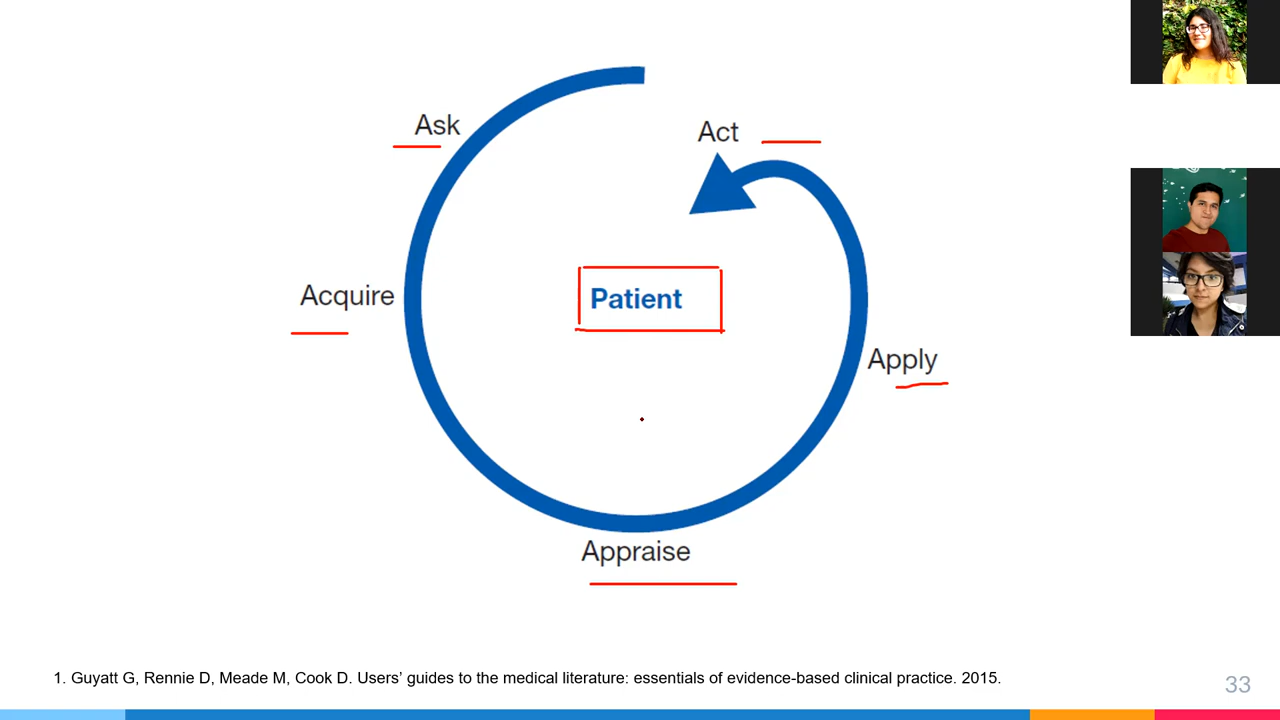 Ask
Act
Acquire
Patient
Apply
Appraise
1. Guyatt G, Rennie D, Meade M, Cook D. Users’ guides to the medical literature: essentials of evidence-based clinical practice. 2015.
33